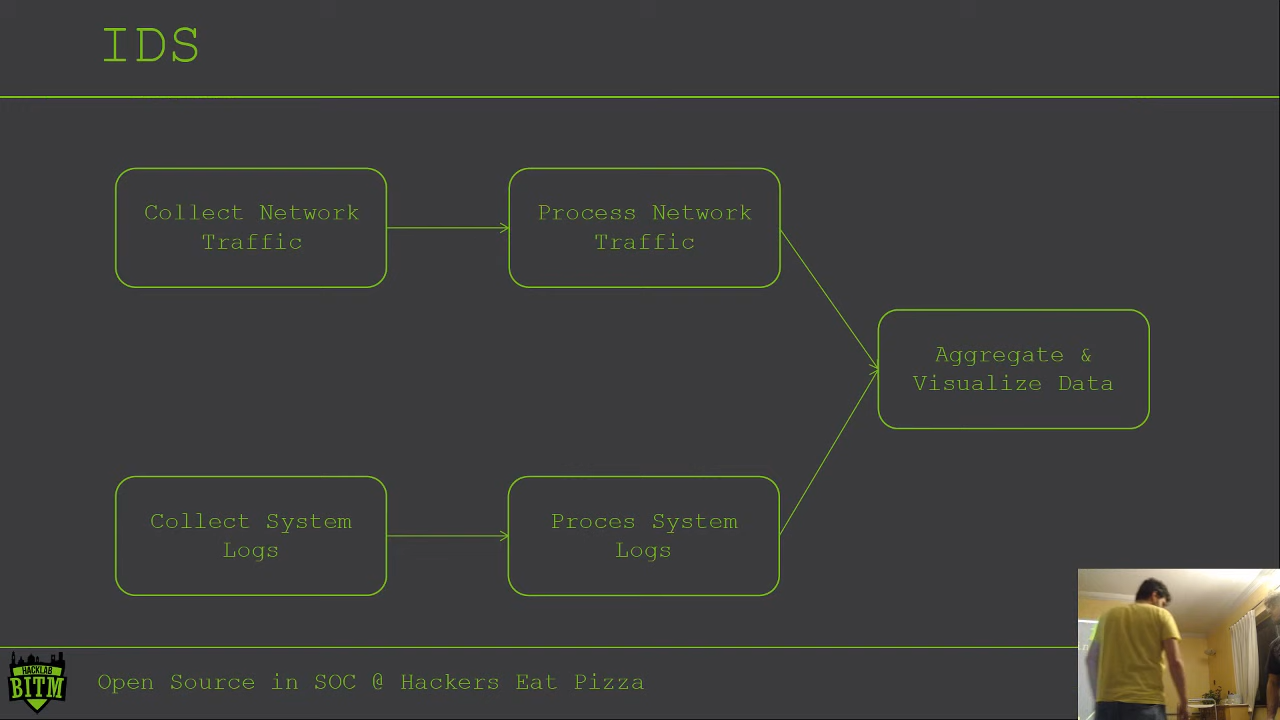 IDS
Collect Network
Traffic
Process Network
Traffic
Aggregate &
Visualize Data
Collect System
Logs
Proces System
Logs
HACKLAB
BITM
Open Source in SOC @ Hackers Eat Pizza